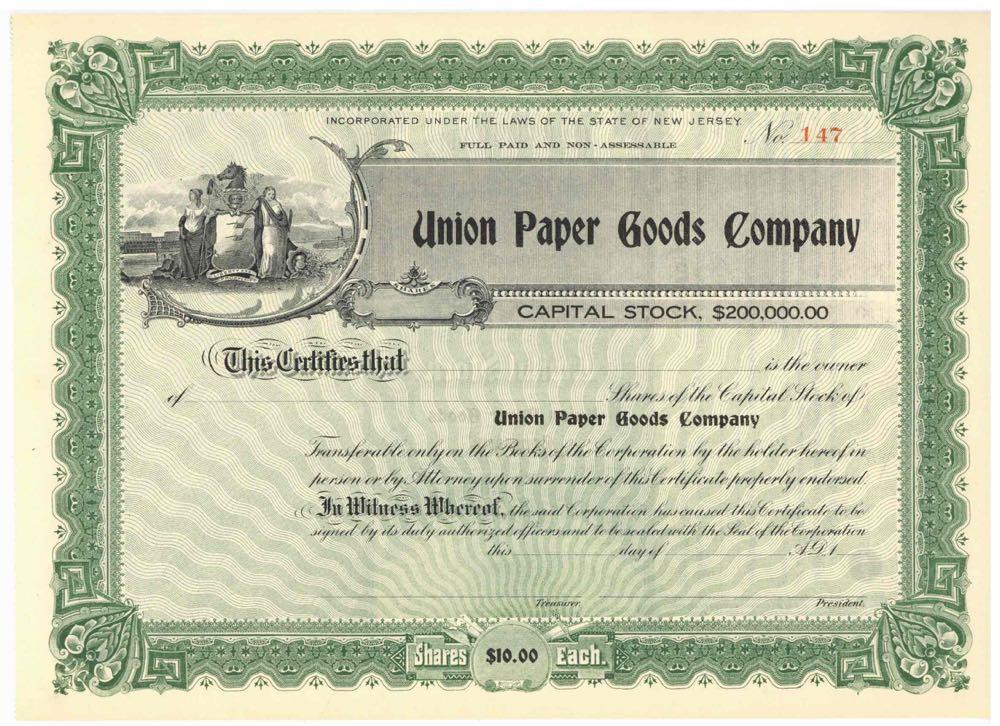 INCORPORATED UNDER THE LAWS OF THE STATE OF NEW JERSEY.
No. 147
FULL PAID AND NON-ASSESSABLE
Union Paper Goods Company
LIBERTY AND PROSPERITY
SHARES
CAPITAL STOCK, $200,000.00
This Certifies that is the owner
of Shares of the Capital Stock of
Union Paper Goods Company
Transferable only on the Books of the Corporation by the holder hereof in
person or by Attorney upon surrender of this Certificate properly endorsed.
In Witness Whereof, the said Corporation has caused this Certificate to be
signed by its duly authorized officers and to be sealed with the Seal of the Corporation
this day of A.D. 1
Treasurer. President.
Shares $10.00 Each.